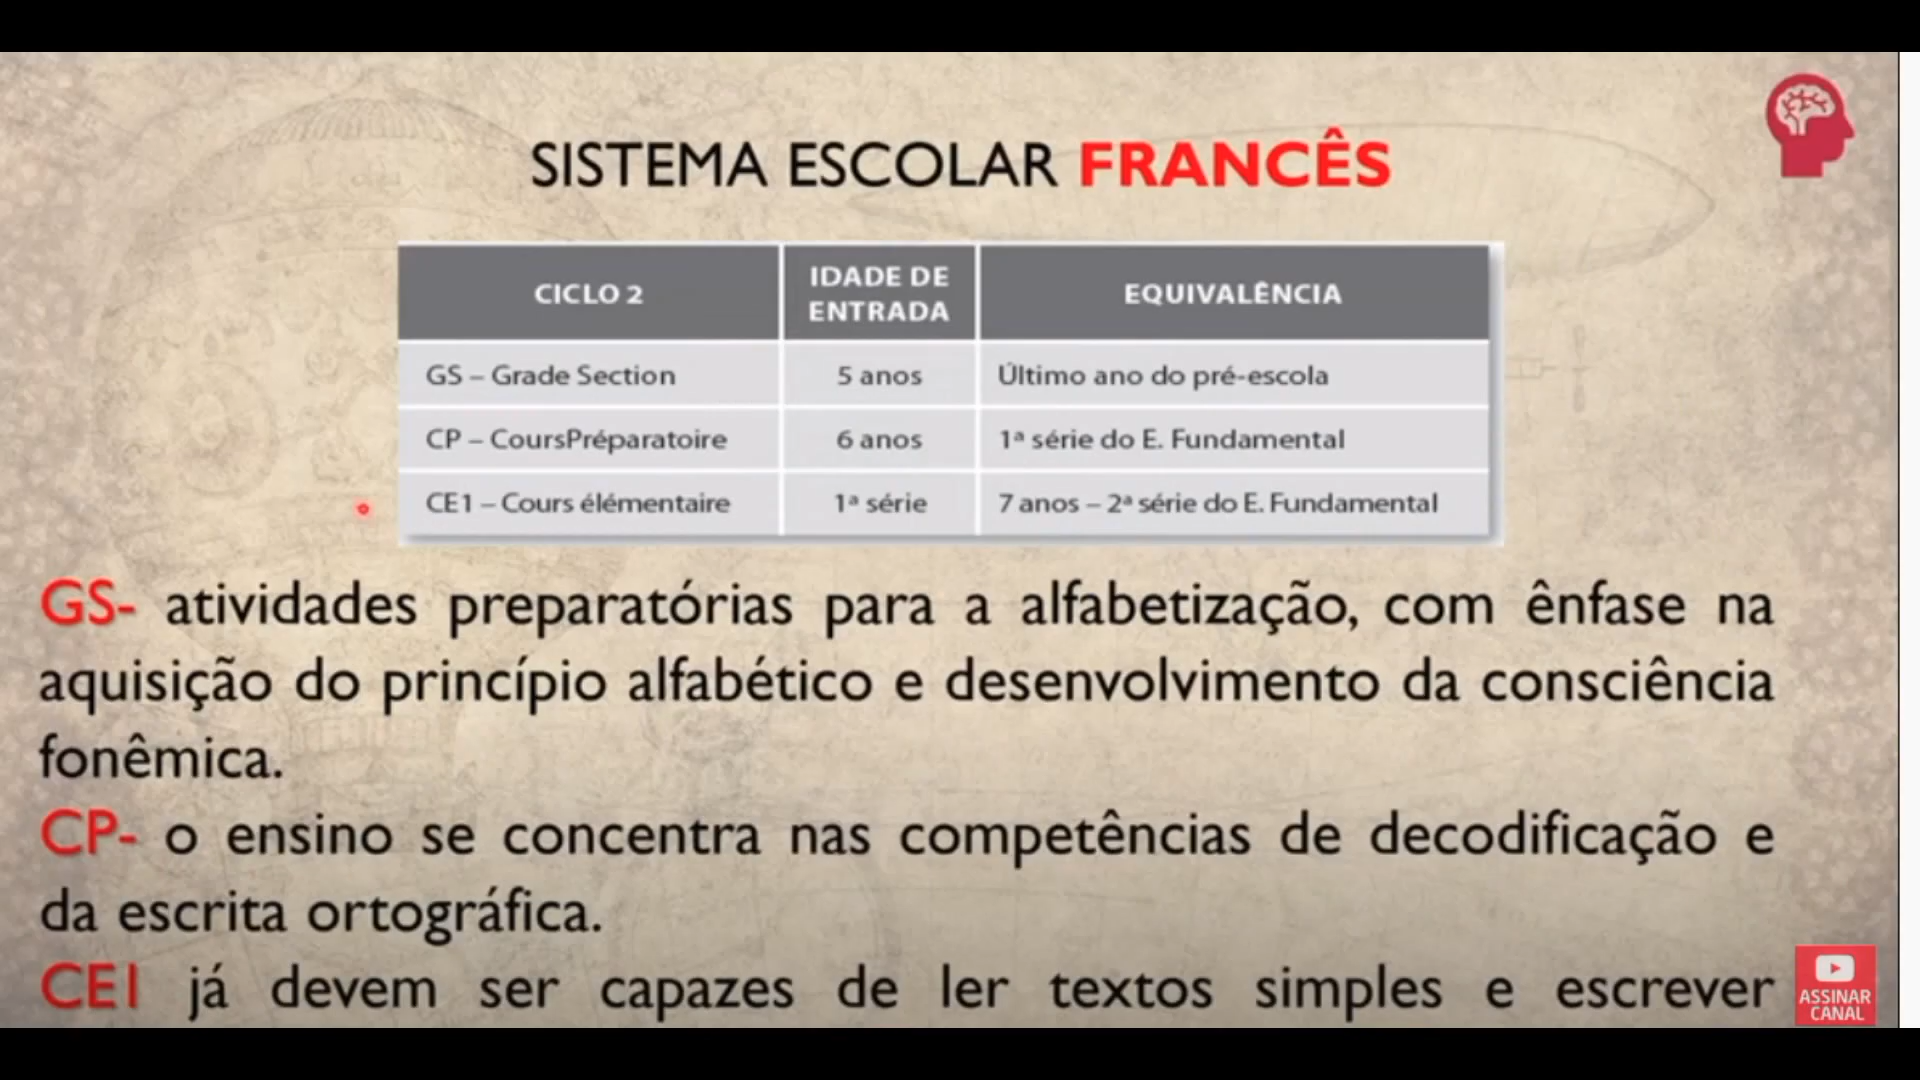 SISTEMA ESCOLAR FRANCÊS
CICLO 2
IDADE DE
ENTRADA
EQUIVALÊNCIA
GS – Grade Section
5 anos
Último ano do pré-escola
CP – CoursPréparatoire
6 anos
1ª série do E. Fundamental
CE1 – Cours élémentaire
1ª série
7 anos – 2ª série do E. Fundamental
GS- atividades preparatórias para a alfabetização, com ênfase na
aquisição do princípio alfabético e desenvolvimento da consciência
fonêmica.
CP- o ensino se concentra nas competências de decodificação e
da escrita ortográfica.
CE1 já devem ser capazes de ler textos simples e escrever
ASSINAR
CANAL